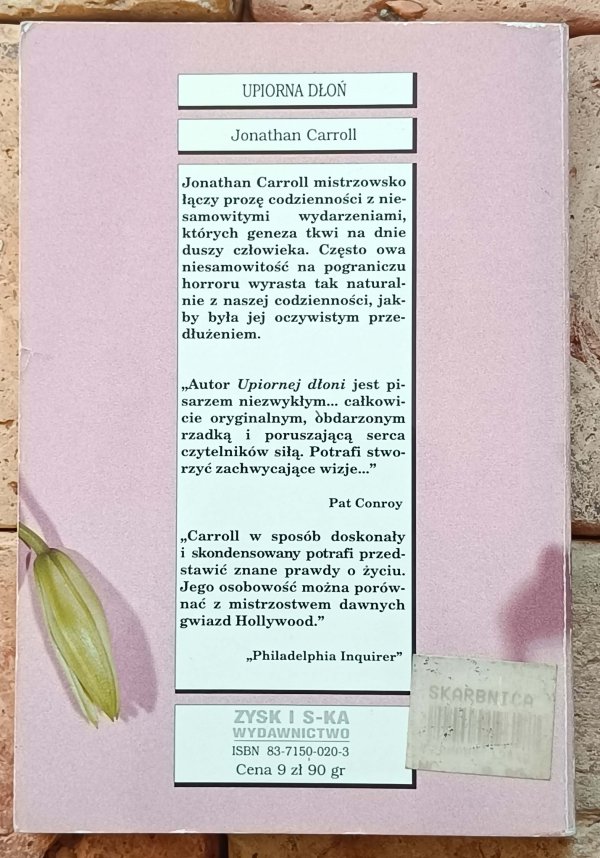 UPIORNA DŁOŃ
Jonathan Carroll
Jonathan Carroll mistrzowsko
łączy prozę codzienności z nie-
samowitymi wydarzeniami,
których geneza tkwi na dnie
duszy człowieka. Często owa
niesamowitość na pograniczu
horroru wyrasta tak natural-
nie z naszej codzienności, jak-
by była jej oczywistym prze-
dłużeniem.
„Autor Upiornej dłoni jest pi-
sarzem niezwykłym... całkowi-
cie oryginalnym, obdarzonym
rzadką i poruszającą serca
czytelników siłą. Potrafi stwo-
rzyć zachwycające wizje...”
Pat Conroy
„Carroll w sposób doskonały
i skondensowany potrafi przed-
stawić znane prawdy o życiu.
Jego osobowość można porów-
nać z mistrzostwem dawnych
gwiazd Hollywood.”
„Philadelphia Inquirer”
SKARBNICA
ZYSK I S-KA
WYDAWNICTWO
ISBN 83-7150-020-3
Cena 9 zł 90 gr